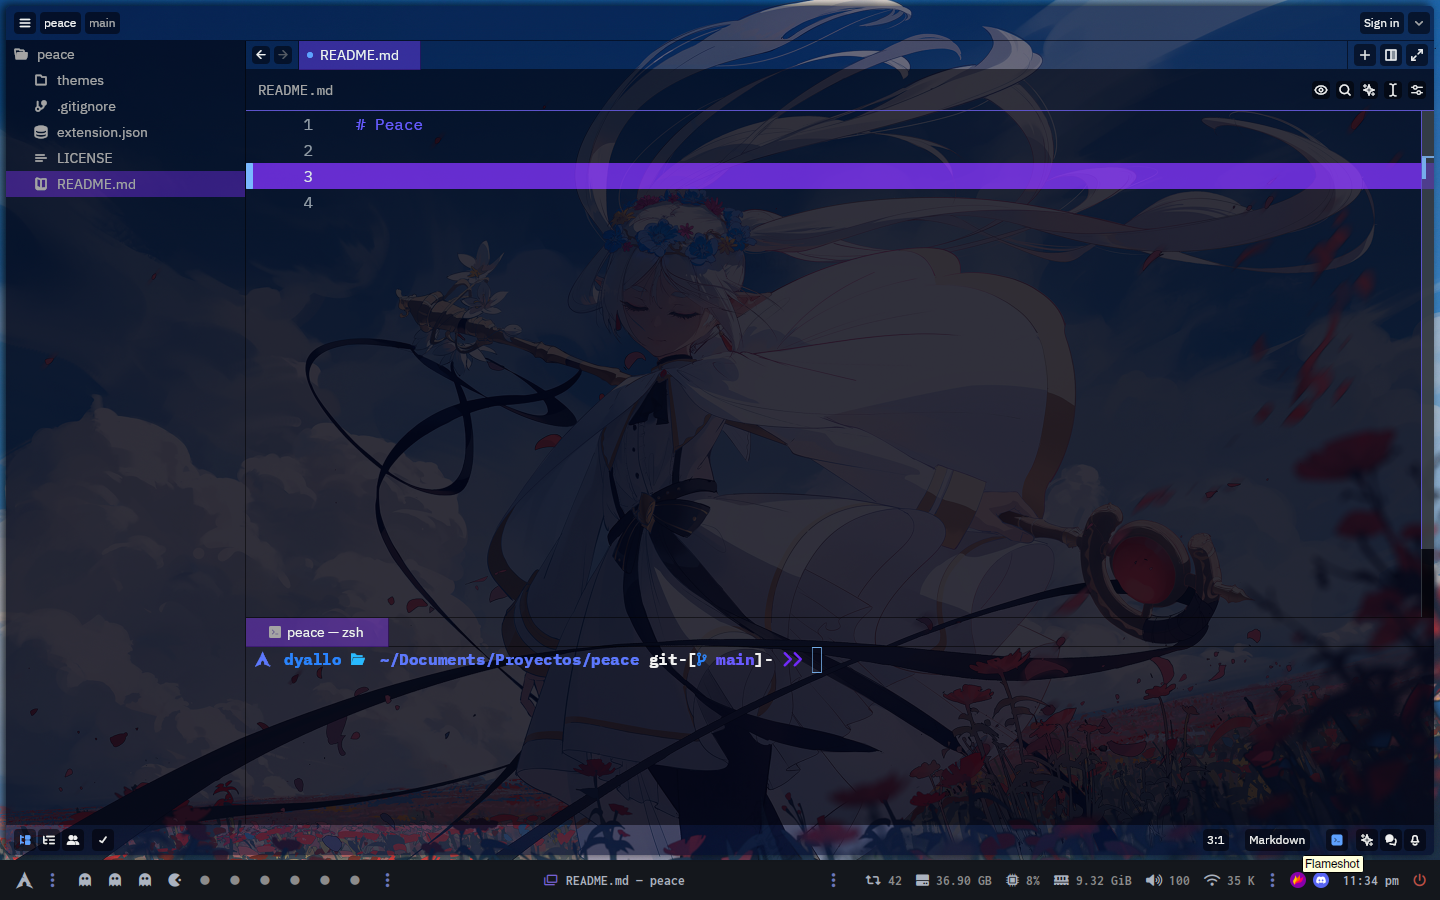 peace main Sign in
peace
themes
.gitignore
extension.json
LICENSE
README.md
README.md
README.md
1 # Peace
2
3
4
peace — zsh
dyallo ~/Documents/Proyectos/peace git-[ main]- >>
3:1 Markdown
Flameshot
README.md — peace
42 36.90 GB 8% 9.32 GiB 100 35 K 11:34 pm